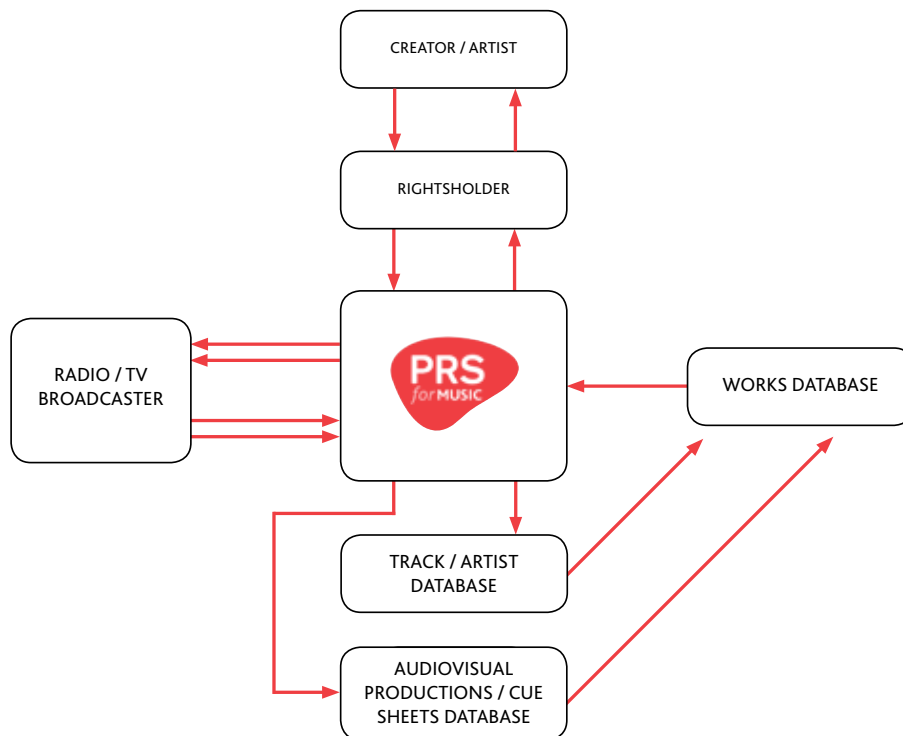 CREATOR / ARTIST
RIGHTSHOLDER
RADIO / TV
BROADCASTER
PRS
for MUSIC
WORKS DATABASE
TRACK / ARTIST
DATABASE
AUDIOVISUAL
PRODUCTIONS / CUE
SHEETS DATABASE